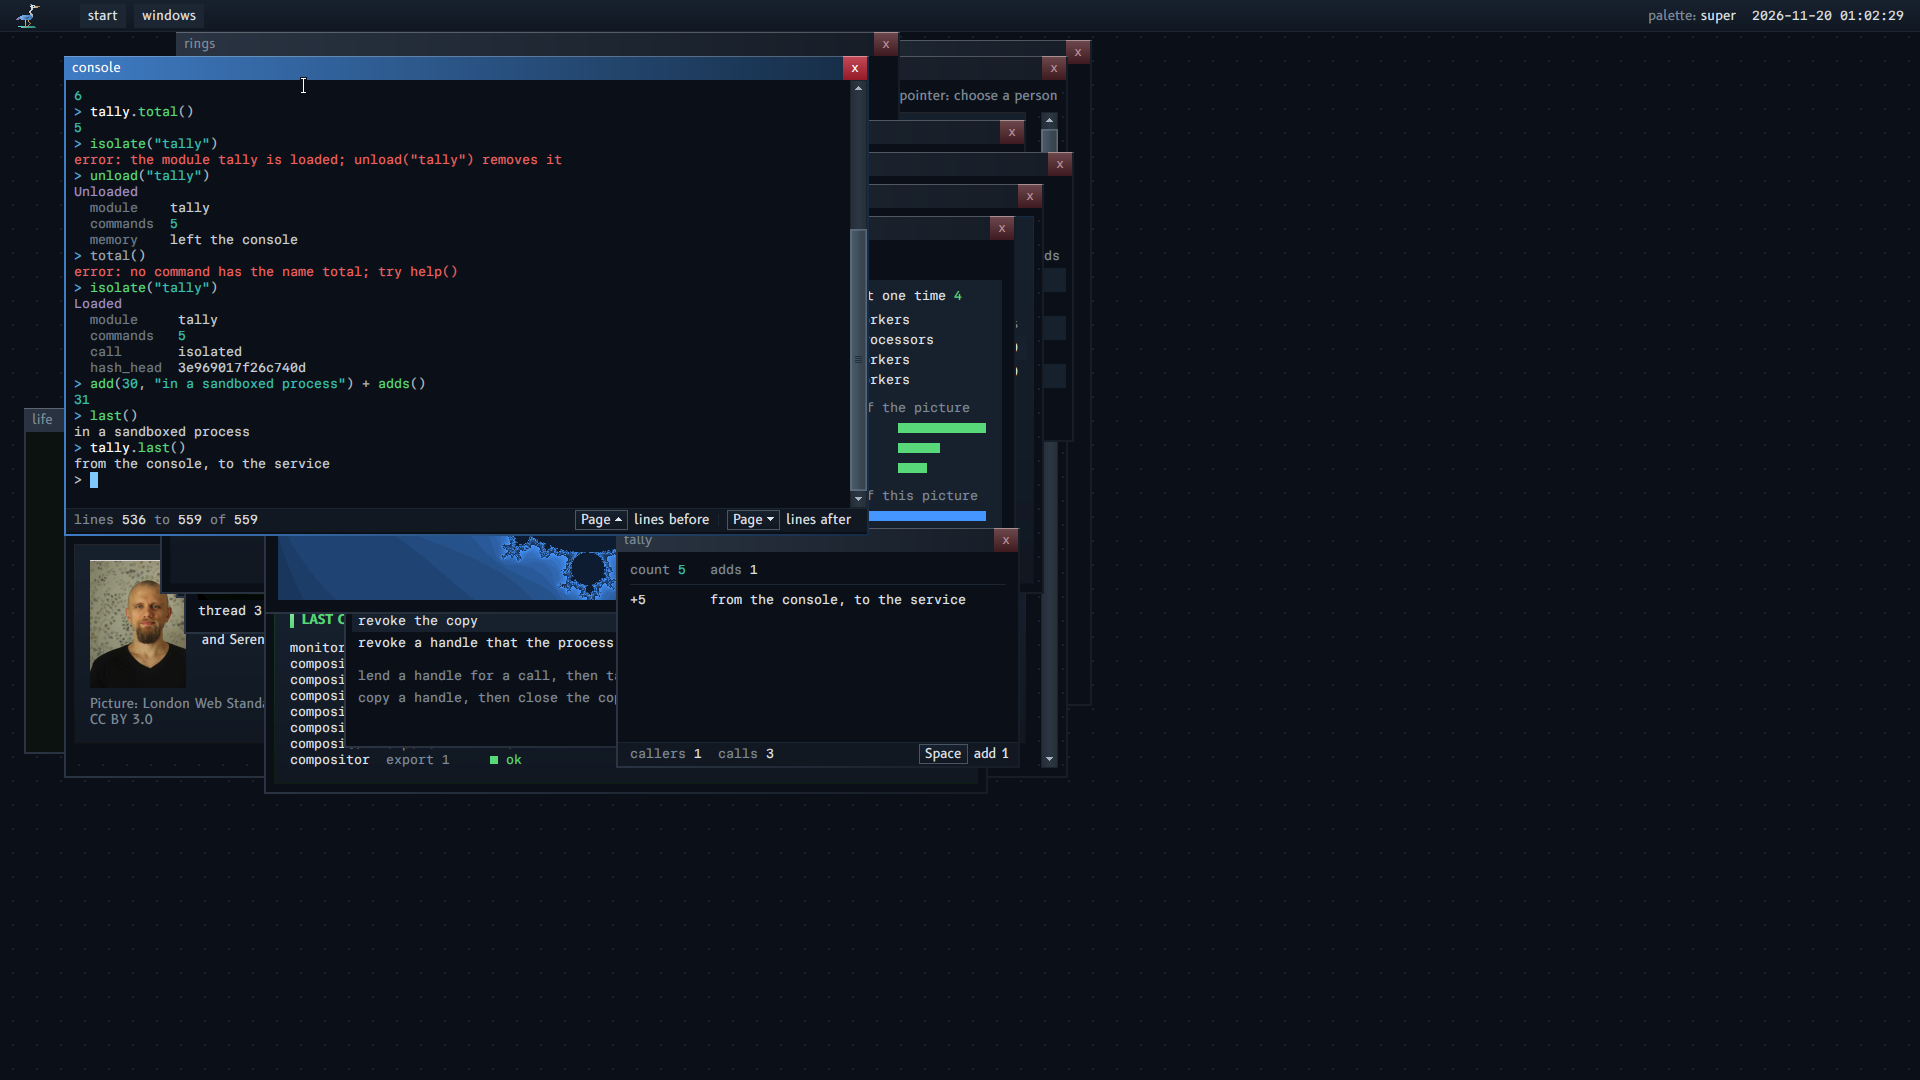 start windows palette: super 2026-11-20 01:02:29
rings x
x
console x
x
pointer: choose a person
6
> tally.total()
5
> isolate("tally")
error: the module tally is loaded; unload("tally") removes it
> unload("tally")
Unloaded
module tally
commands 5
memory left the console
> total()
error: no command has the name total; try help()
> isolate("tally")
Loaded
module tally
commands 5
call isolated
hash_head 3e969017f26c740d
> add(30, "in a sandboxed process") + adds()
31
> last()
in a sandboxed process
> tally.last()
from the console, to the service
>
lines 536 to 559 of 559 Page lines before Page lines after
x
x
x
x
ds
t one time 4
rkers
rocessors
rkers
rkers
f the picture
f this picture
life
thread 3
and Seren
Picture: London Web Standa
CC BY 3.0
LAST C
monitor
composi
composi
composi
composi
composi
composi
compositor export 1 ok
revoke the copy
revoke a handle that the process
lend a handle for a call, then t
copy a handle, then close the co
tally x
count 5 adds 1
+5 from the console, to the service
callers 1 calls 3 Space add 1